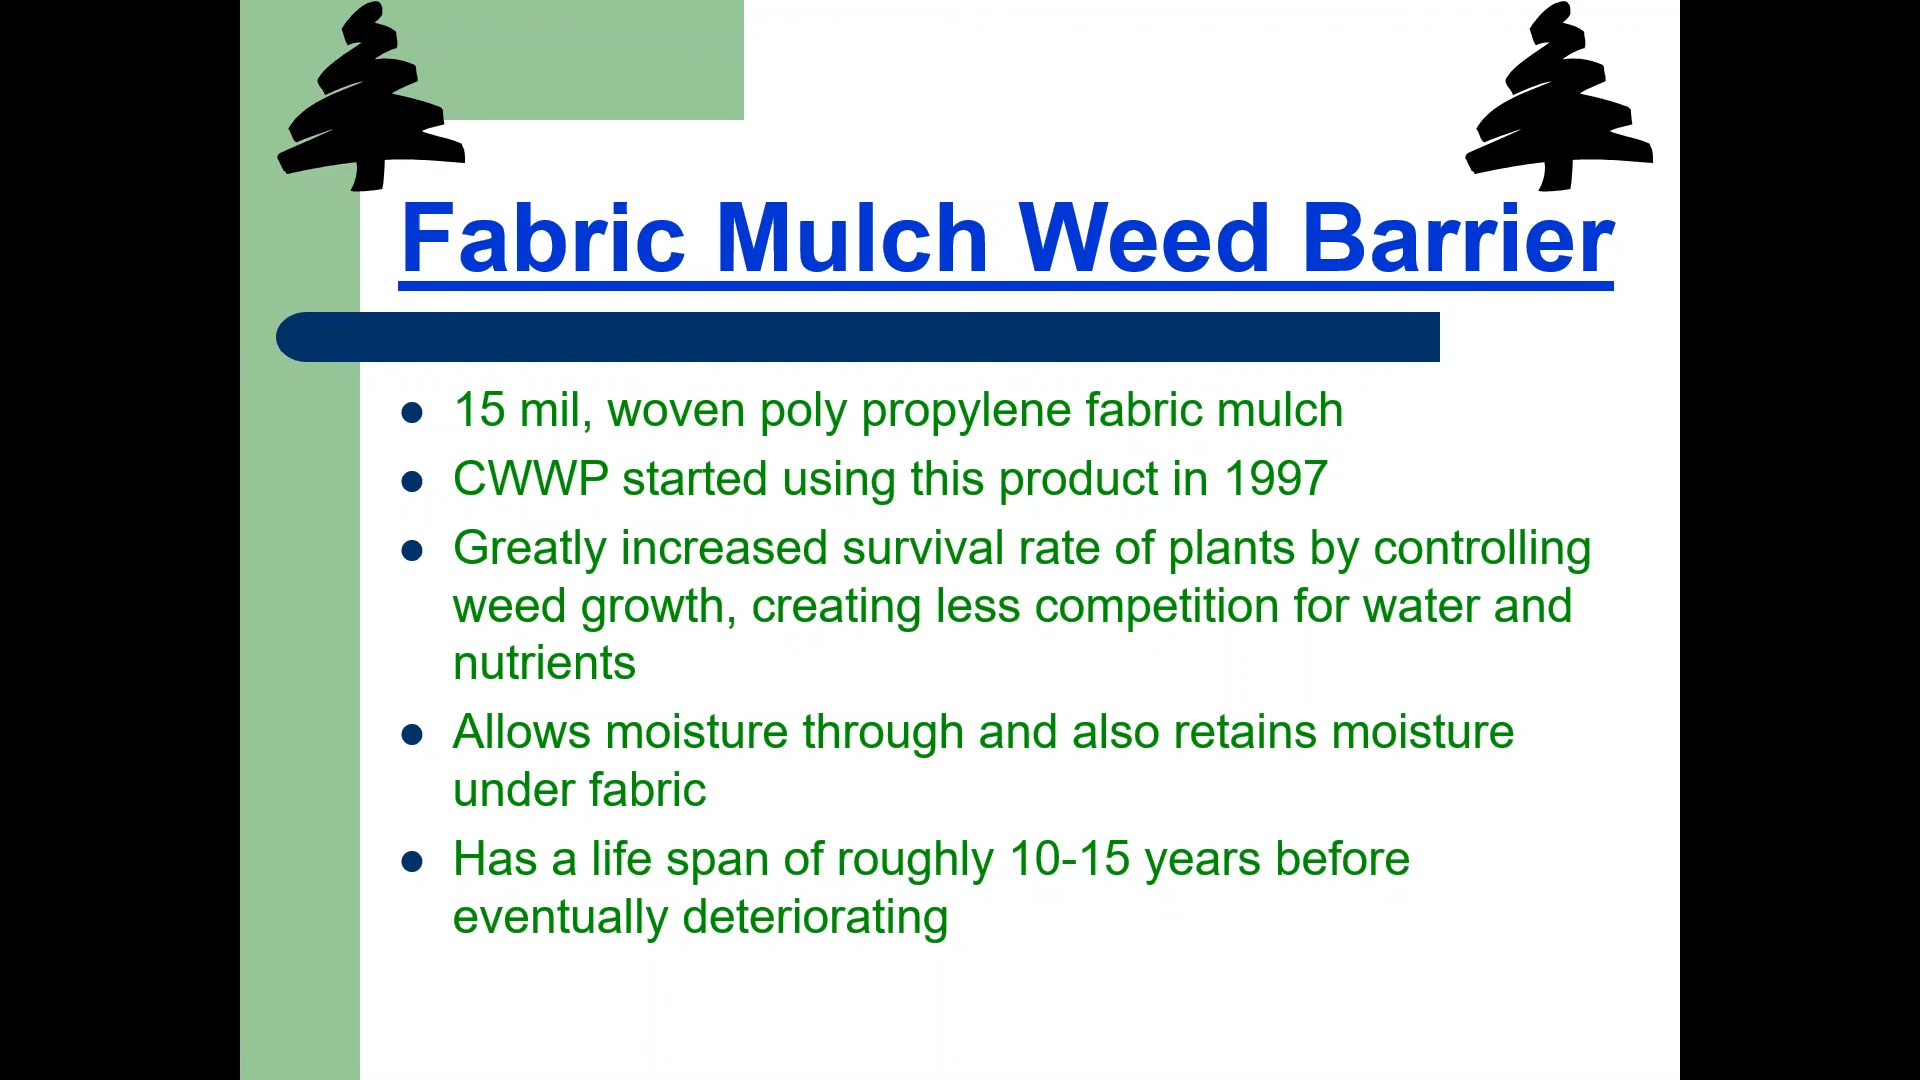 Fabric Mulch Weed Barrier
15 mil, woven poly propylene fabric mulch
CWWP started using this product in 1997
Greatly increased survival rate of plants by controlling
weed growth, creating less competition for water and
nutrients
Allows moisture through and also retains moisture
under fabric
Has a life span of roughly 10-15 years before
eventually deteriorating